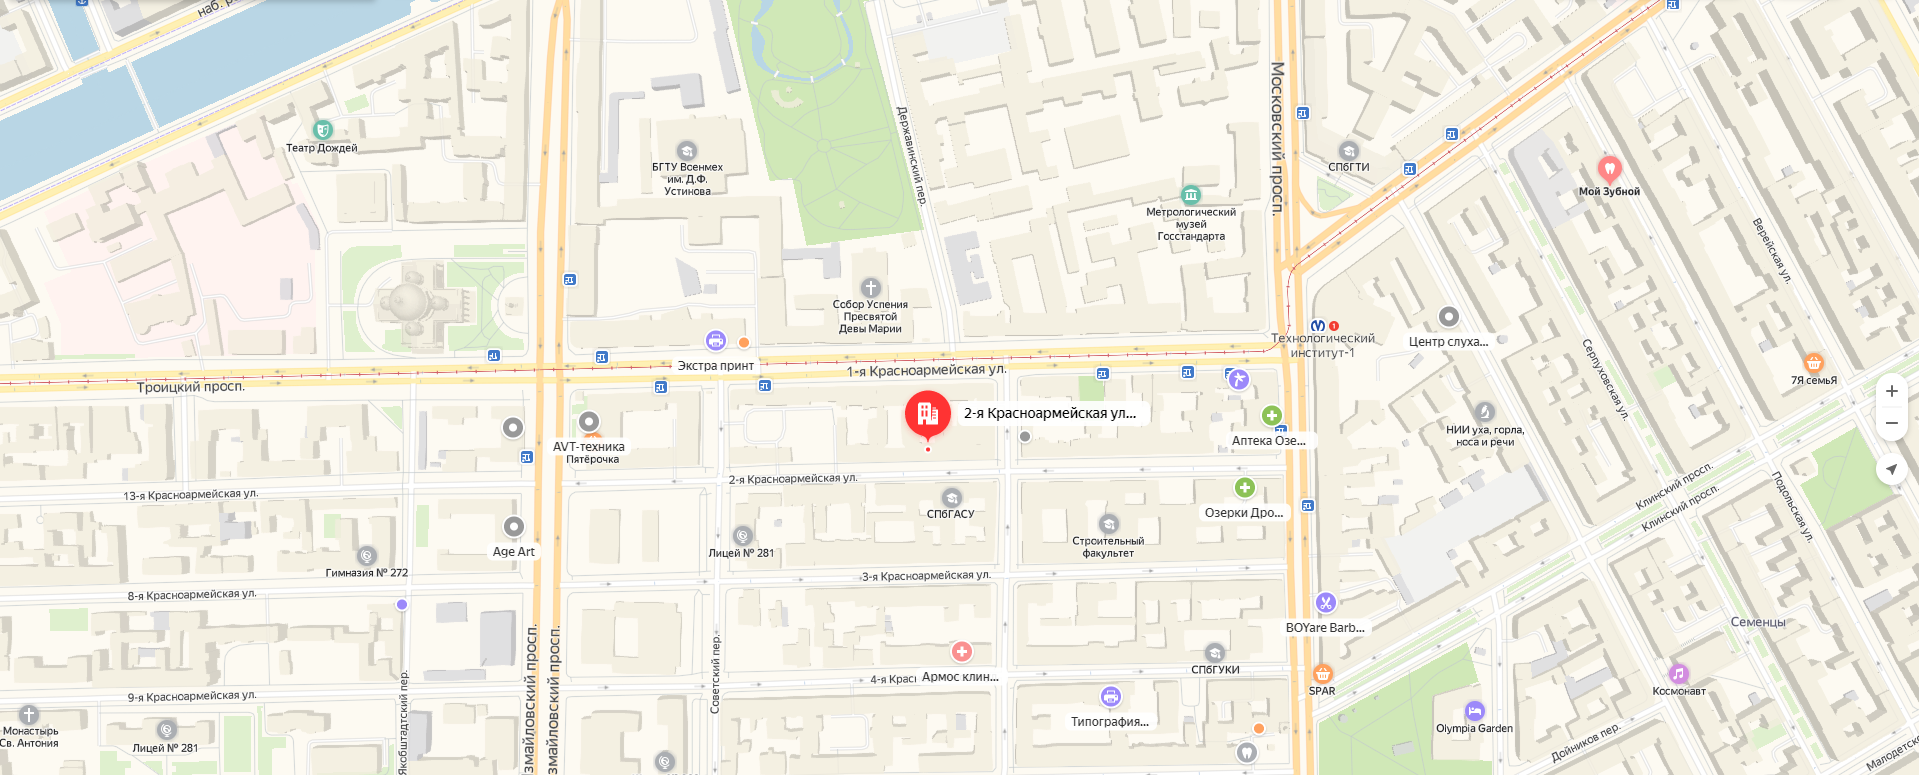 наб. р
Театр Дождей
БГТУ Военмех
им. Д.Ф.
Устинова
Державинский пер.
Московский просп.
СПбГТИ
Мой Зубной
Метрологический
музей
Госстандарта
Верейская ул.
Собор Успения
Пресвятой
Девы Марии
1
Технологический
институт-1
Центр слуха...
Серпуховская ул.
7Я семьЯ
Экстра принт
1-я Красноармейская ул.
Троицкий просп.
2-я Красноармейская ул...
AVT-техника
Пятёрочка
Аптека Озе...
НИИ уха, горла,
носа и речи
Клинский просп.
Клинский просп.
Подольская ул.
13-я Красноармейская ул.
2-я Красноармейская ул.
СПбГАСУ
Озерки Дро...
Age Art
Лицей № 281
Строительный
факультет
Гимназия № 272
3-я Красноармейская ул.
8-я Красноармейская ул.
BOYare Barb...
Семенцы
Измайловский просп.
змайловский просп.
Советский пер.
Якобштадтский пер.
4-я Крас
Армос клин...
СПбГУКИ
SPAR
Космонавт
9-я Красноармейская ул.
Монастырь
Св. Антония
Лицей № 281
Типография...
Olympia Garden
Дойников пер.
Малодетск